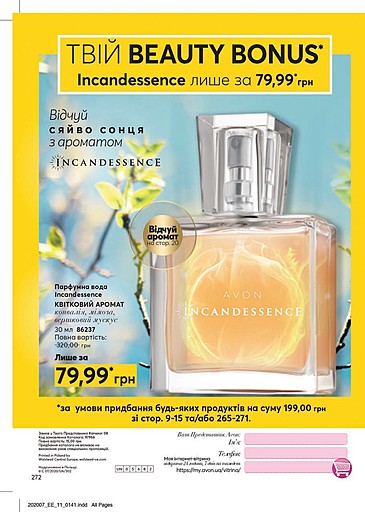 ТВІЙ BEAUTY BONUS*
Incandessence лише за 79,99*грн
Відчуй
СЯЙВО СОНЦЯ
з ароматом
INCANDESSENCE
Відчуй
аромат
на стор. 20
Парфумна вода
Incandessence
КВІТКОВИЙ АРОМАТ
конвалія, мімоза,
вершковий мускус
30 мл 86237
Повна вартість:
320,00 грн
Лише за
79,99*грн
AVON
INCANDESSENCE
*за умови придбання будь-яких продуктів на суму 199,00 грн
зі стор. 9-15 та/або 265-271.
Ваш Представник Avon:
Ім'я:
Телефон:
Моя інтернет-вітрина
https://my.avon.ua/vitrina/
272
202007_EE_11_0141.indd All Pages